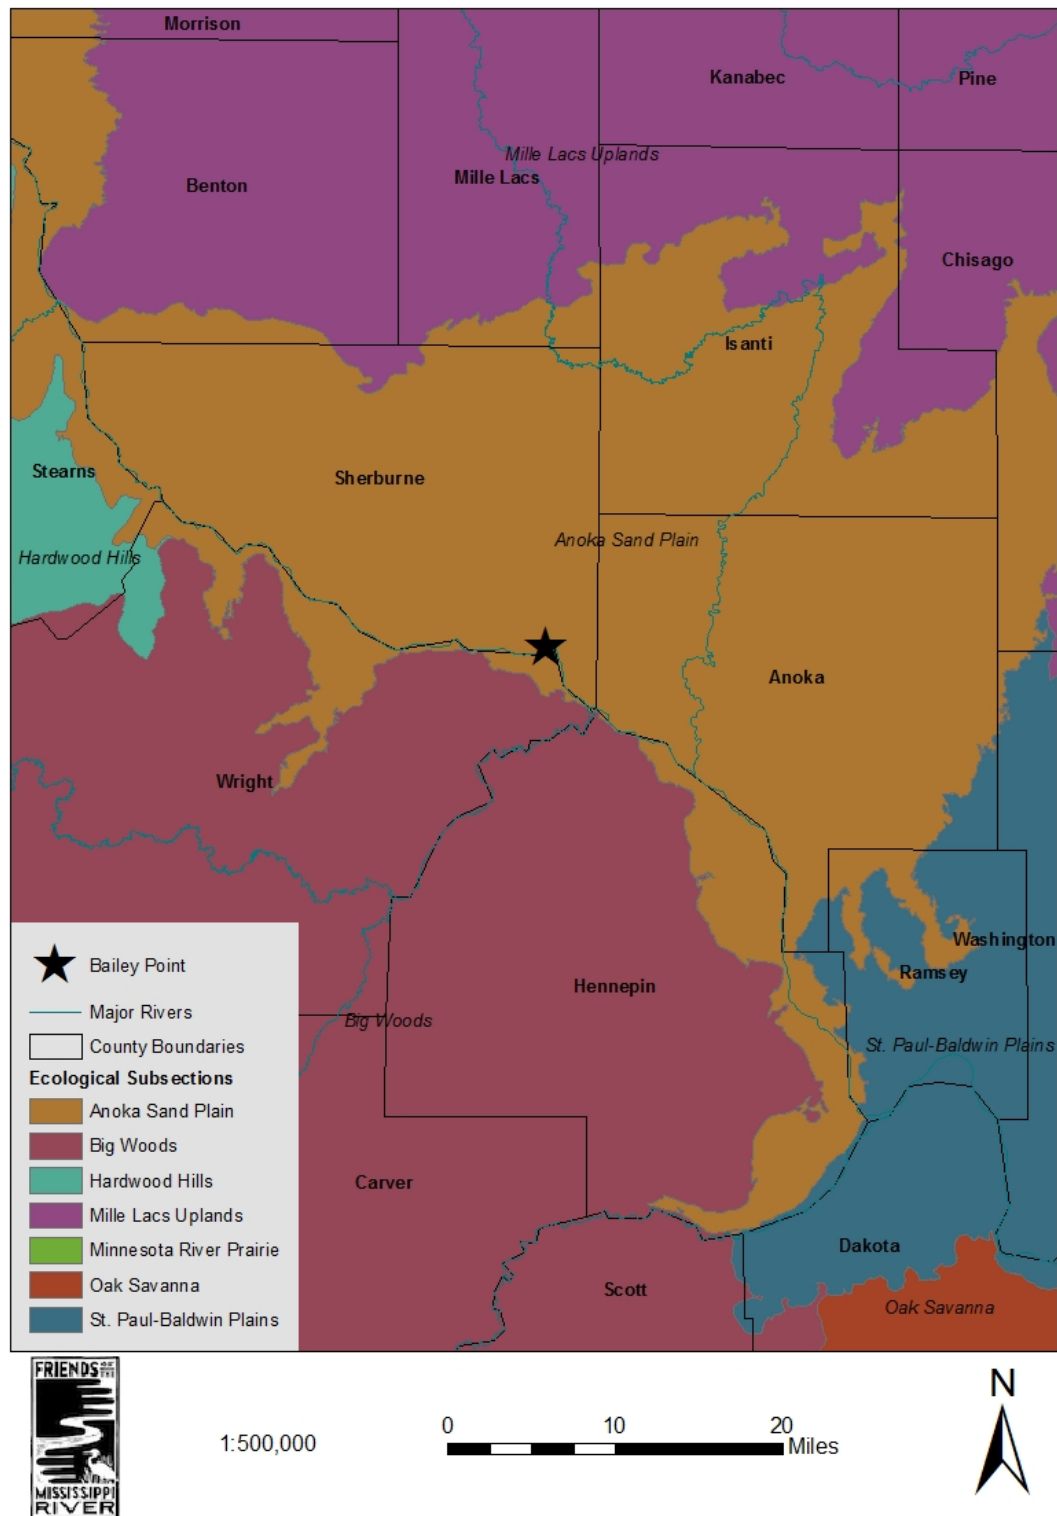 Morrison
Kanabec
Pine
Mille Lacs Uplands
Mille Lacs
Benton
Chisago
Isanti
Stearns
Sherburne
Anoka Sand Plain
Hardwood Hills
Anoka
Wright
Washington
Ramsey
Hennepin
Big Woods
St. Paul-Baldwin Plains
Carver
Dakota
Scott
Oak Savanna
Bailey Point
Major Rivers
County Boundaries
Ecological Subsections
Anoka Sand Plain
Big Woods
Hardwood Hills
Mille Lacs Uplands
Minnesota River Prairie
Oak Savanna
St. Paul-Baldwin Plains
FRIENDS OF THE
MISSISSIPPI
RIVER
1:500,000
0 10 20
Miles
N